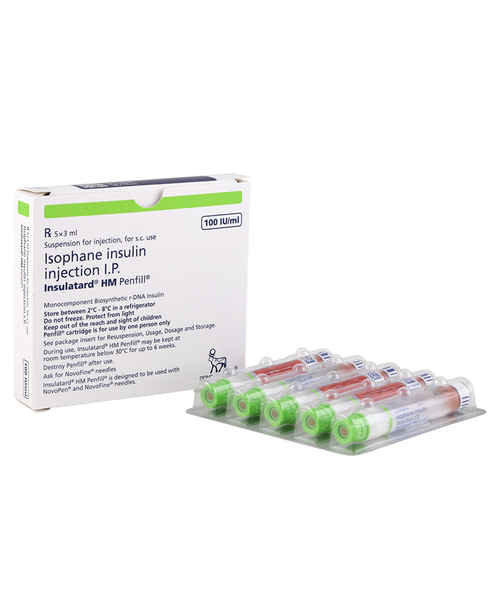 100 IU/ml
℞ 5×3 ml
Suspension for injection, for s.c. use
Isophane insulin
injection I.P.
Insulatard® HM Penfill®
Monocomponent Biosynthetic r-DNA Insulin
Store between 2°C - 8°C in a refrigerator
Do not freeze. Protect from light
Keep out of the reach and sight of children
Penfill® cartridge is for use by one person only
See package insert for Resuspension, Usage, Dosage and Storage.
During use, Insulatard® HM Penfill® may be kept at
room temperature below 30°C for up to 6 weeks.
Destroy Penfill® after use.
Ask for NovoFine® needles
Insulatard® HM Penfill® is designed to be used with
NovoPen® and NovoFine® needles.